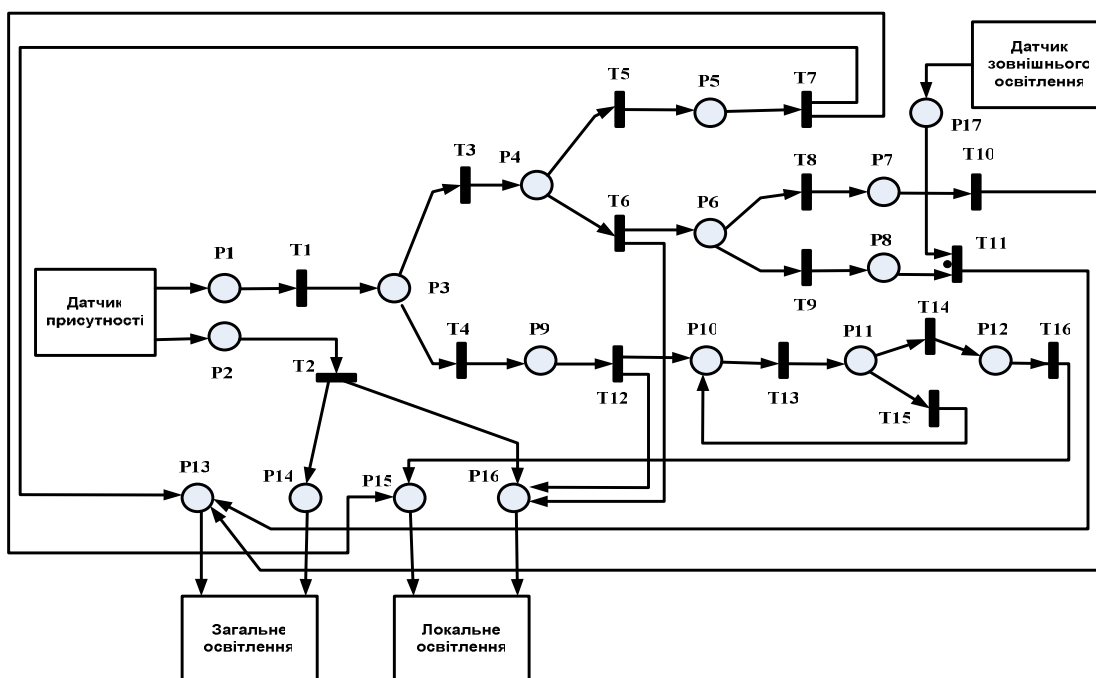 Датчик
зовнішнього
освітлення
T5
P5
T7
P17
T3
P4
T8
P7
T10
T6
P6
P1
T1
P8
T11
P3
T9
Датчик
присутності
T4
P9
P10
T14
P11
P12
T16
P2
T2
T12
T13
T15
P13
P14
P15
P16
Загальне
освітлення
Локальне
освітлення